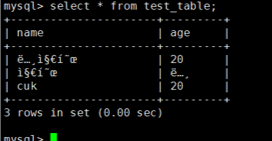 mysql> select * from test_table;
+----------------------+---------+
| name | age |
+----------------------+---------+
| ë…¸ì§€í˜œ | 20 |
| ì§€í˜œ | ë…¸ |
| cuk | 20 |
+----------------------+---------+
3 rows in set (0.00 sec)
mysql>